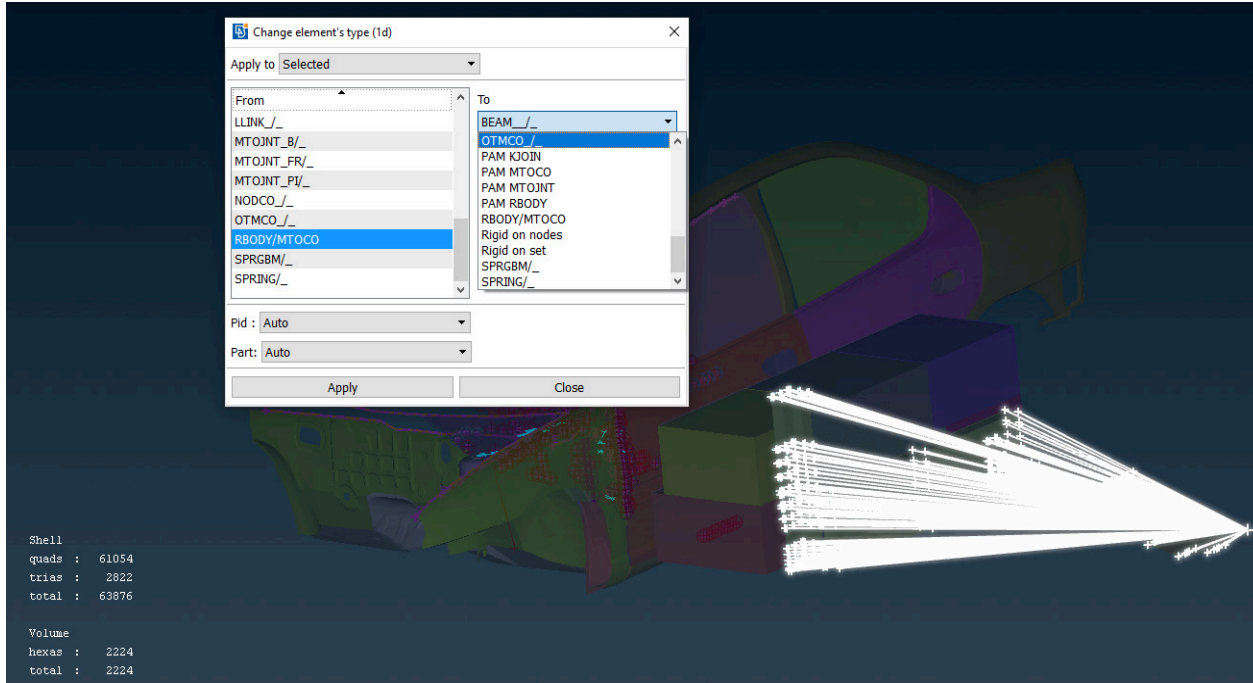 Change element's type (1d)
Apply to Selected
From
LLINK_/_
MTOJNT_B/_
MTOJNT_FR/_
MTOJNT_PI/_
NODCO_/_
OTMCO_/_
RBODY/MTOCO
SPRGBM/_
SPRING/_
To
BEAM__/_
OTMCO_/_
PAM KJOIN
PAM MTOCO
PAM MTOJNT
PAM RBODY
RBODY/MTOCO
Rigid on nodes
Rigid on set
SPRGBM/_
SPRING/_
Pid : Auto
Part: Auto
Apply Close
Shell
quads : 61054
trias : 2822
total : 63876
Volume
hexas : 2224
total : 2224